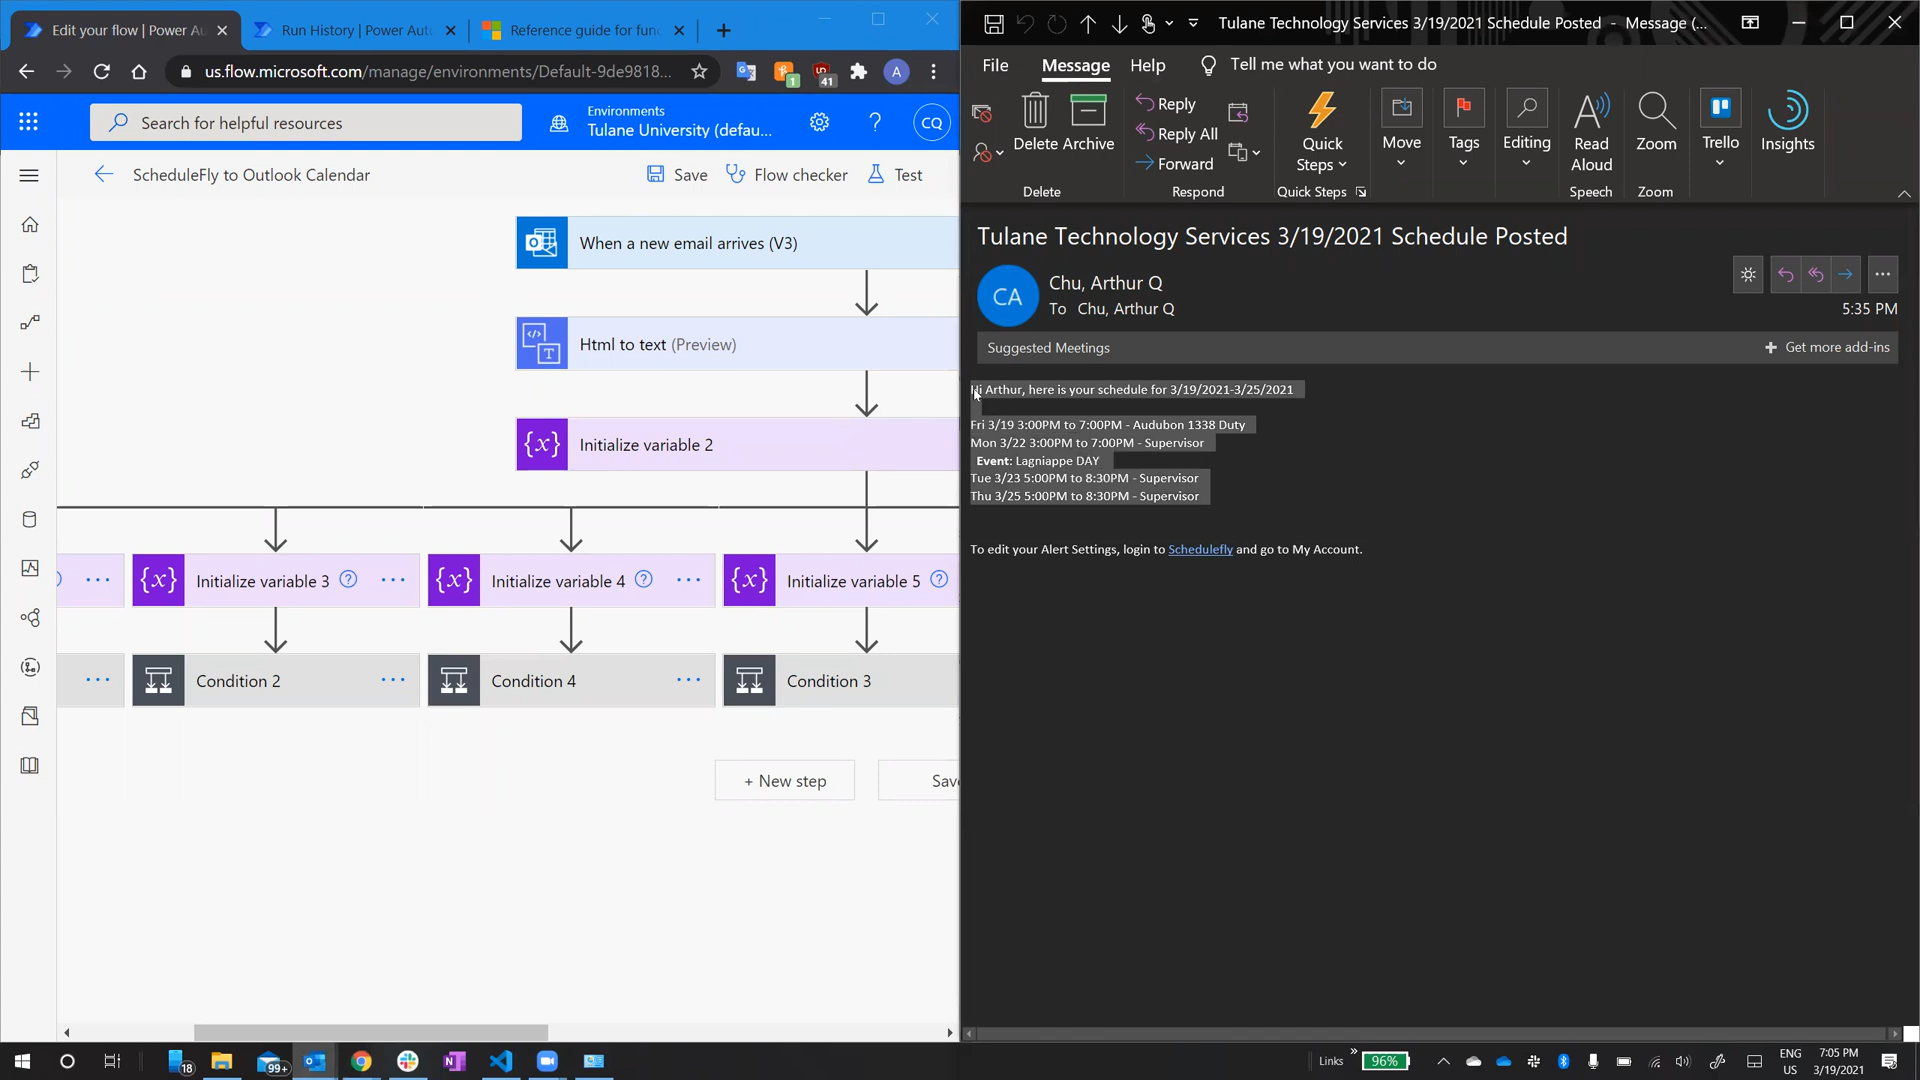 Edit your flow | Power Au
Run History | Power Aut
Reference guide for fun
us.flow.microsoft.com/manage/environments/Default-9de9818...
1
41
A
Search for helpful resources
Environments
Tulane University (defau...
?
CQ
ScheduleFly to Outlook Calendar
Save
Flow checker
Test
When a new email arrives (V3)
Html to text (Preview)
Initialize variable 2
Initialize variable 3
Initialize variable 4
Initialize variable 5
Condition 2
Condition 4
Condition 3
+ New step
Save
Tulane Technology Services 3/19/2021 Schedule Posted - Message (...
File
Message
Help
Tell me what you want to do
Delete
Archive
Delete
Reply
Reply All
Forward
Respond
Quick
Steps
Quick Steps
Move
Tags
Editing
Read
Aloud
Speech
Zoom
Zoom
Trello
Insights
Tulane Technology Services 3/19/2021 Schedule Posted
CA
Chu, Arthur Q
To Chu, Arthur Q
5:35 PM
Suggested Meetings
+ Get more add-ins
Hi Arthur, here is your schedule for 3/19/2021-3/25/2021
Fri 3/19 3:00PM to 7:00PM - Audubon 1338 Duty
Mon 3/22 3:00PM to 7:00PM - Supervisor
Event: Lagniappe DAY
Tue 3/23 5:00PM to 8:30PM - Supervisor
Thu 3/25 5:00PM to 8:30PM - Supervisor
To edit your Alert Settings, login to Schedulefly and go to My Account.
18
99+
Links
96%
ENG
US
7:05 PM
3/19/2021